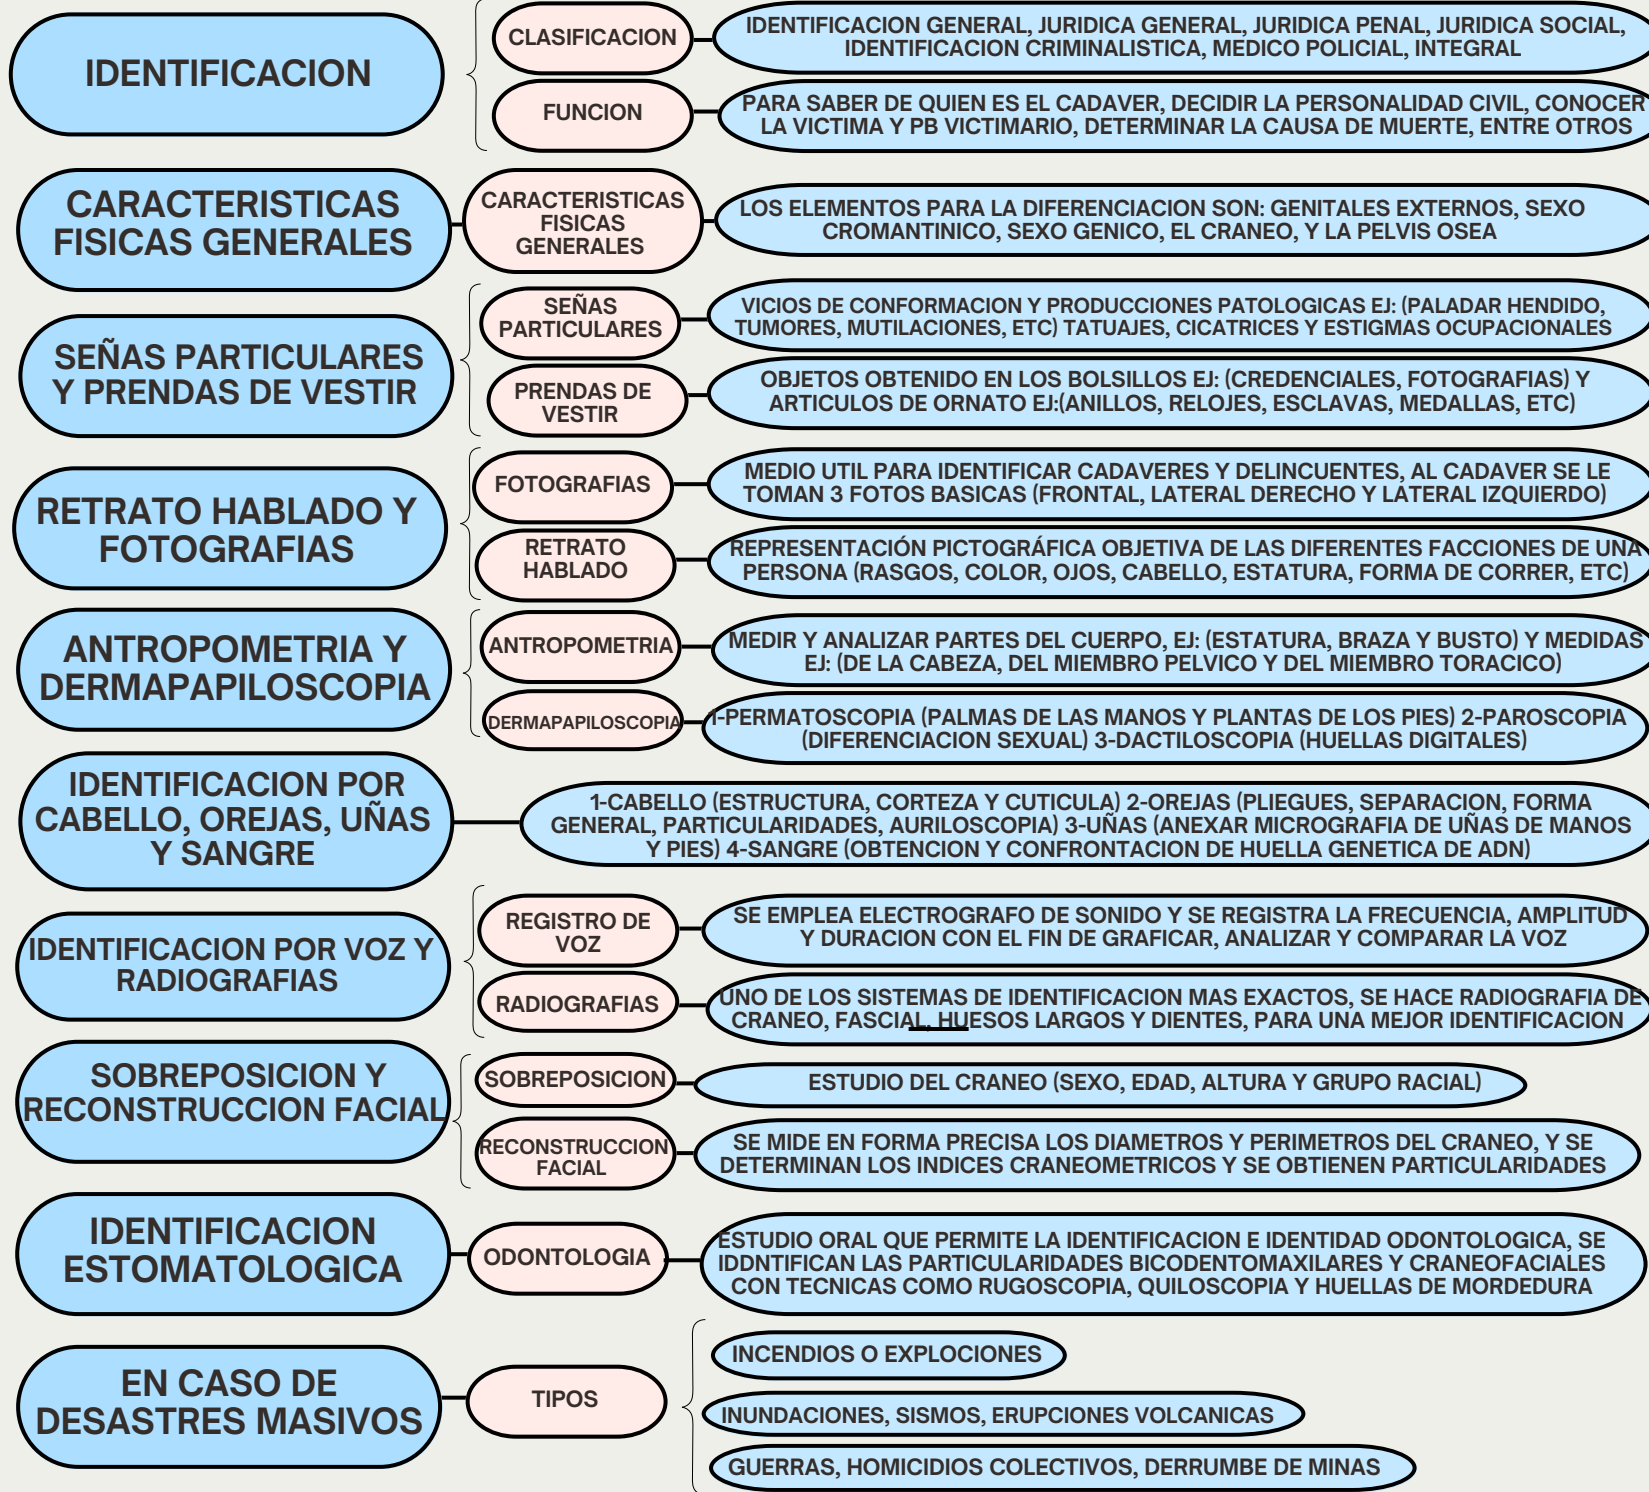 IDENTIFICACION
CLASIFICACION
IDENTIFICACION GENERAL, JURIDICA GENERAL, JURIDICA PENAL, JURIDICA SOCIAL,
IDENTIFICACION CRIMINALISTICA, MEDICO POLICIAL, INTEGRAL
FUNCION
PARA SABER DE QUIEN ES EL CADAVER, DECIDIR LA PERSONALIDAD CIVIL, CONOCER
LA VICTIMA Y PB VICTIMARIO, DETERMINAR LA CAUSA DE MUERTE, ENTRE OTROS
CARACTERISTICAS
FISICAS GENERALES
CARACTERISTICAS
FISICAS
GENERALES
LOS ELEMENTOS PARA LA DIFERENCIACION SON: GENITALES EXTERNOS, SEXO
CROMANTINICO, SEXO GENICO, EL CRANEO, Y LA PELVIS OSEA
SEÑAS PARTICULARES
Y PRENDAS DE VESTIR
SEÑAS
PARTICULARES
VICIOS DE CONFORMACION Y PRODUCCIONES PATOLOGICAS EJ: (PALADAR HENDIDO,
TUMORES, MUTILACIONES, ETC) TATUAJES, CICATRICES Y ESTIGMAS OCUPACIONALES
PRENDAS DE
VESTIR
OBJETOS OBTENIDO EN LOS BOLSILLOS EJ: (CREDENCIALES, FOTOGRAFIAS) Y
ARTICULOS DE ORNATO EJ:(ANILLOS, RELOJES, ESCLAVAS, MEDALLAS, ETC)
RETRATO HABLADO Y
FOTOGRAFIAS
FOTOGRAFIAS
MEDIO UTIL PARA IDENTIFICAR CADAVERES Y DELINCUENTES, AL CADAVER SE LE
TOMAN 3 FOTOS BASICAS (FRONTAL, LATERAL DERECHO Y LATERAL IZQUIERDO)
RETRATO
HABLADO
REPRESENTACIÓN PICTOGRÁFICA OBJETIVA DE LAS DIFERENTES FACCIONES DE UNA
PERSONA (RASGOS, COLOR, OJOS, CABELLO, ESTATURA, FORMA DE CORRER, ETC)
ANTROPOMETRIA Y
DERMAPAPILOSCOPIA
ANTROPOMETRIA
MEDIR Y ANALIZAR PARTES DEL CUERPO, EJ: (ESTATURA, BRAZA Y BUSTO) Y MEDIDAS
EJ: (DE LA CABEZA, DEL MIEMBRO PELVICO Y DEL MIEMBRO TORACICO)
DERMAPAPILOSCOPIA
1-PERMATOSCOPIA (PALMAS DE LAS MANOS Y PLANTAS DE LOS PIES) 2-PAROSCOPIA
(DIFERENCIACION SEXUAL) 3-DACTILOSCOPIA (HUELLAS DIGITALES)
IDENTIFICACION POR
CABELLO, OREJAS, UÑAS
Y SANGRE
1-CABELLO (ESTRUCTURA, CORTEZA Y CUTICULA) 2-OREJAS (PLIEGUES, SEPARACION, FORMA
GENERAL, PARTICULARIDADES, AURILOSCOPIA) 3-UÑAS (ANEXAR MICROGRAFIA DE UÑAS DE MANOS
Y PIES) 4-SANGRE (OBTENCION Y CONFRONTACION DE HUELLA GENETICA DE ADN)
IDENTIFICACION POR VOZ Y
RADIOGRAFIAS
REGISTRO DE
VOZ
SE EMPLEA ELECTROGRAFO DE SONIDO Y SE REGISTRA LA FRECUENCIA, AMPLITUD
Y DURACION CON EL FIN DE GRAFICAR, ANALIZAR Y COMPARAR LA VOZ
RADIOGRAFIAS
UNO DE LOS SISTEMAS DE IDENTIFICACION MAS EXACTOS, SE HACE RADIOGRAFIA DE
CRANEO, FASCIAL, HUESOS LARGOS Y DIENTES, PARA UNA MEJOR IDENTIFICACION
SOBREPOSICION Y
RECONSTRUCCION FACIAL
SOBREPOSICION
ESTUDIO DEL CRANEO (SEXO, EDAD, ALTURA Y GRUPO RACIAL)
RECONSTRUCCION
FACIAL
SE MIDE EN FORMA PRECISA LOS DIAMETROS Y PERIMETROS DEL CRANEO, Y SE
DETERMINAN LOS INDICES CRANEOMETRICOS Y SE OBTIENEN PARTICULARIDADES
IDENTIFICACION
ESTOMATOLOGICA
ODONTOLOGIA
ESTUDIO ORAL QUE PERMITE LA IDENTIFICACION E IDENTIDAD ODONTOLOGICA, SE
IDDNTIFICAN LAS PARTICULARIDADES BICODENTOMAXILARES Y CRANEOFACIALES
CON TECNICAS COMO RUGOSCOPIA, QUILOSCOPIA Y HUELLAS DE MORDEDURA
EN CASO DE
DESASTRES MASIVOS
TIPOS
INCENDIOS O EXPLOCIONES
INUNDACIONES, SISMOS, ERUPCIONES VOLCANICAS
GUERRAS, HOMICIDIOS COLECTIVOS, DERRUMBE DE MINAS